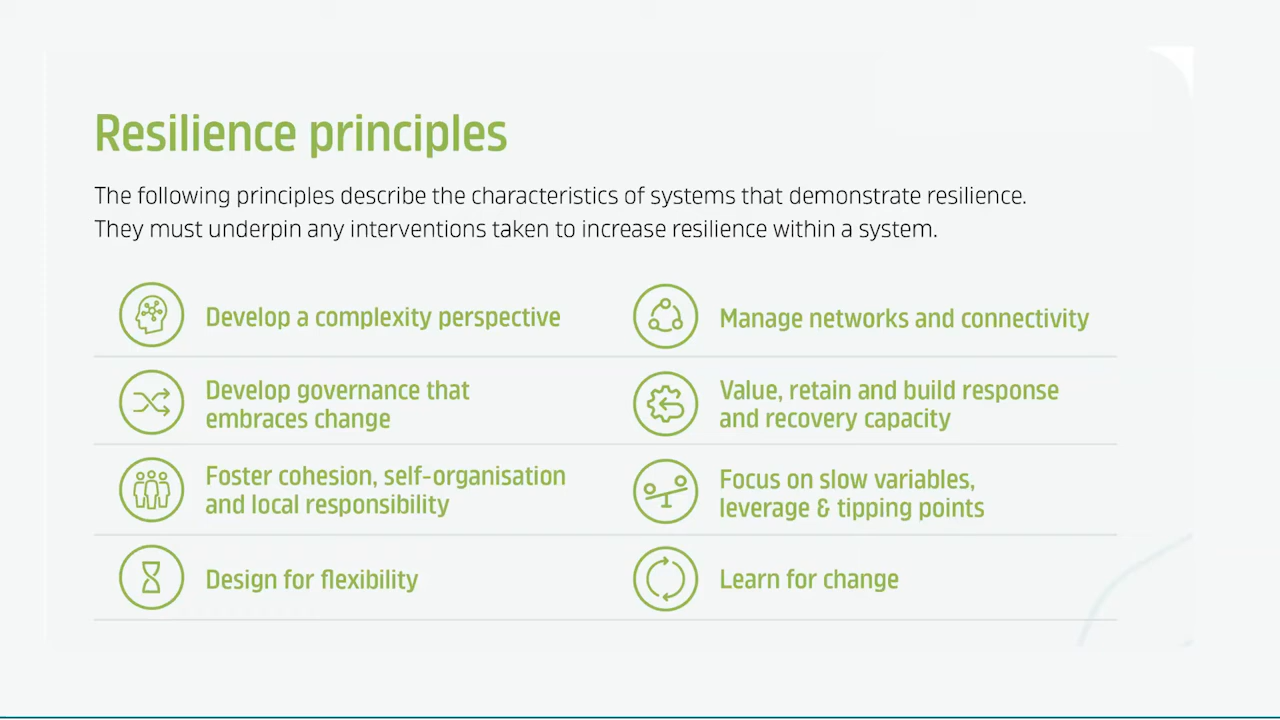 Resilience principles
The following principles describe the characteristics of systems that demonstrate resilience.
They must underpin any interventions taken to increase resilience within a system.
Develop a complexity perspective
Manage networks and connectivity
Develop governance that
embraces change
Value, retain and build response
and recovery capacity
Foster cohesion, self-organisation
and local responsibility
Focus on slow variables,
leverage & tipping points
Design for flexibility
Learn for change